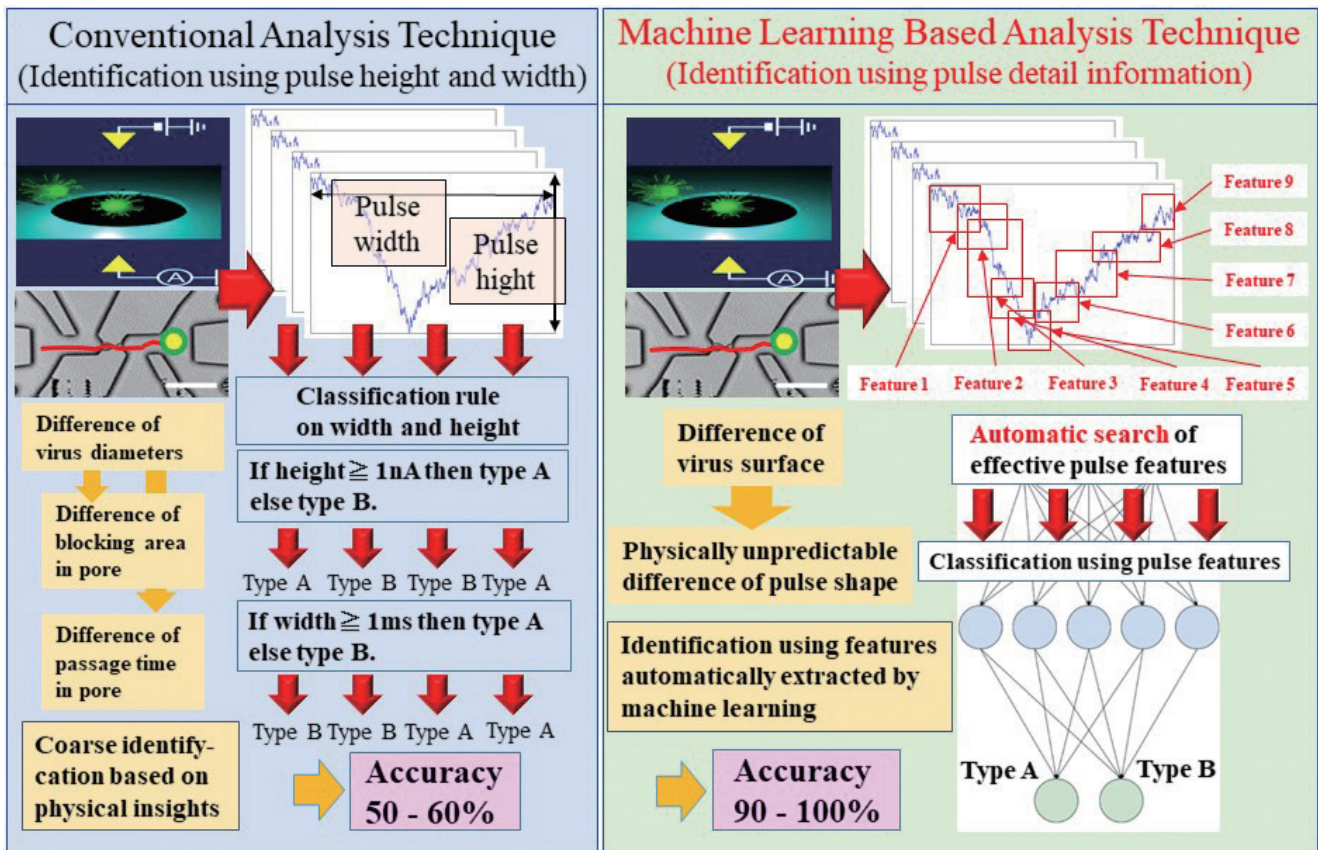 Conventional Analysis Technique
(Identification using pulse height and width)
A
Pulse
width
Pulse
hight
Difference of
virus diameters
Difference of
blocking area
in pore
Difference of
passage time
in pore
Coarse identify-
cation based on
physical insights
Classification rule
on width and height
If height ≧ 1nA then type A
else type B.
Type A Type B Type B Type A
If width ≧ 1ms then type A
else type B.
Type B Type B Type A Type A
Accuracy
50 - 60%
Machine Learning Based Analysis Technique
(Identification using pulse detail information)
A
Feature 9
Feature 8
Feature 7
Feature 6
Feature 1 Feature 2 Feature 3 Feature 4 Feature 5
Difference of
virus surface
Physically unpredictable
difference of pulse shape
Identification using features
automatically extracted by
machine learning
Accuracy
90 - 100%
Automatic search of
effective pulse features
Classification using pulse features
Type A Type B